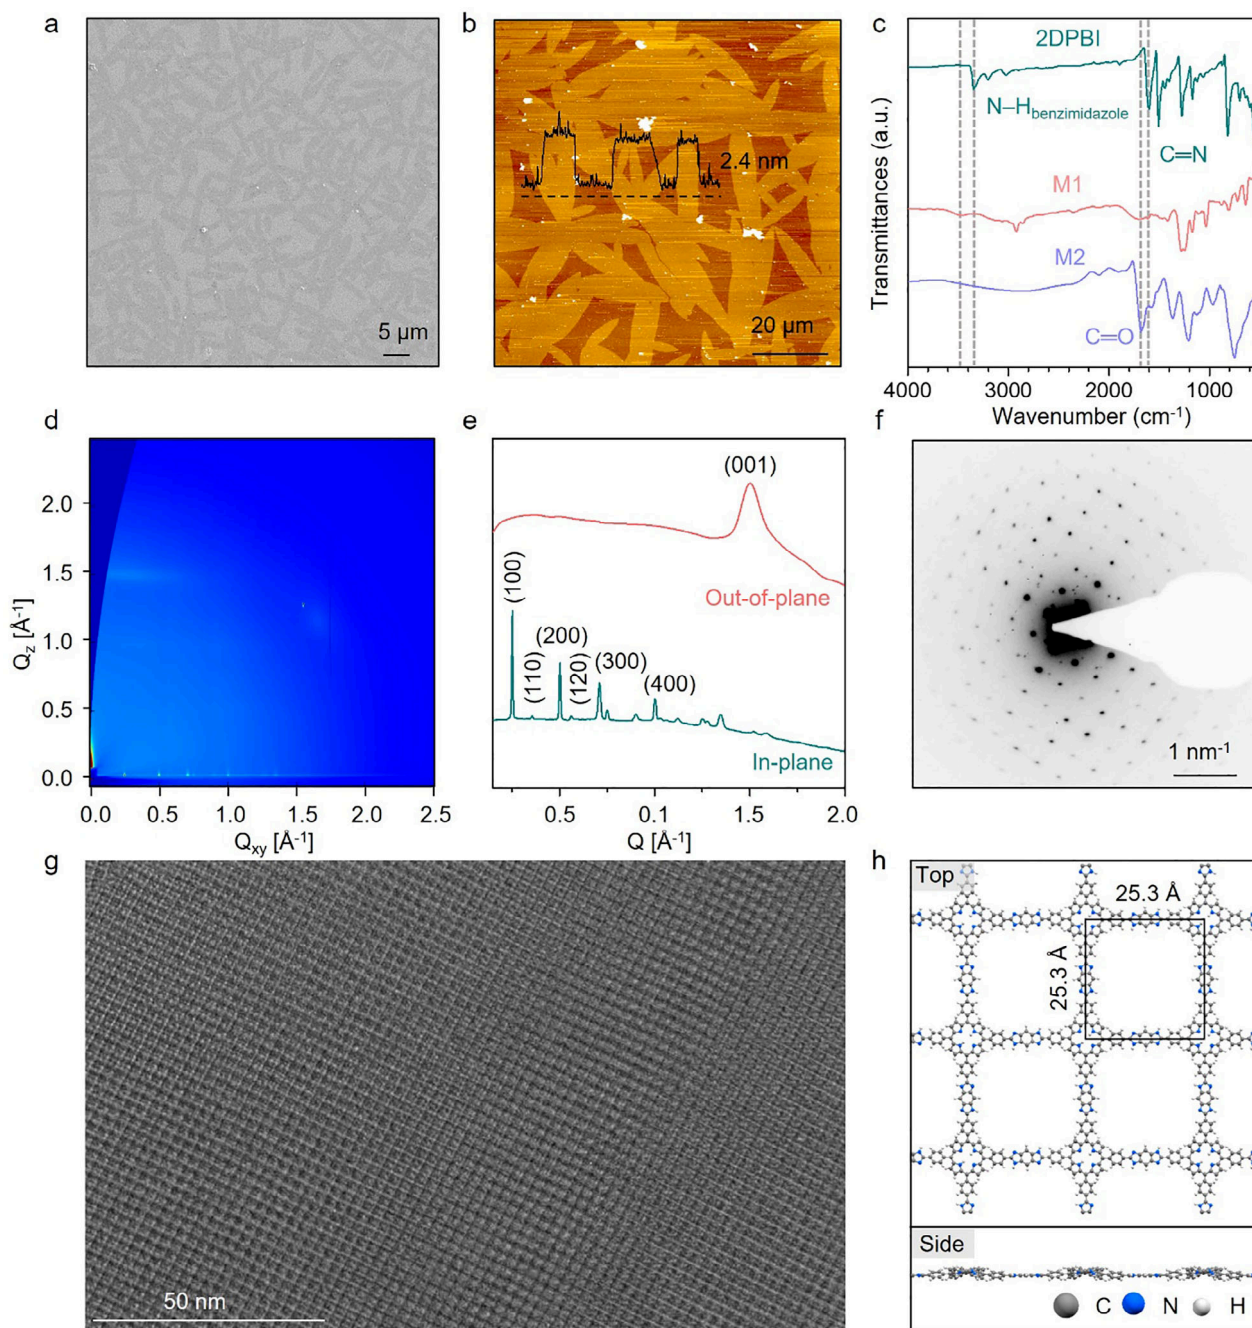 a
5 μm
b
2.4 nm
20 μm
c
Transmittances (a.u.)
2DPBI
N–Hbenzimidazole
C=N
M1
M2
C=O
4000 3000 2000 1000
Wavenumber (cm-1)
d
Qz [Å-1]
2.0
1.5
1.0
0.5
0.0
0.0 0.5 1.0 1.5 2.0 2.5
Qxy [Å-1]
e
(001)
Out-of-plane
(100)
(110)
(200)
(120)
(300)
(400)
In-plane
0.5 0.1 1.5 2.0
Q [Å-1]
f
1 nm-1
g
50 nm
h
Top
25.3 Å
25.3 Å
Side
C N H